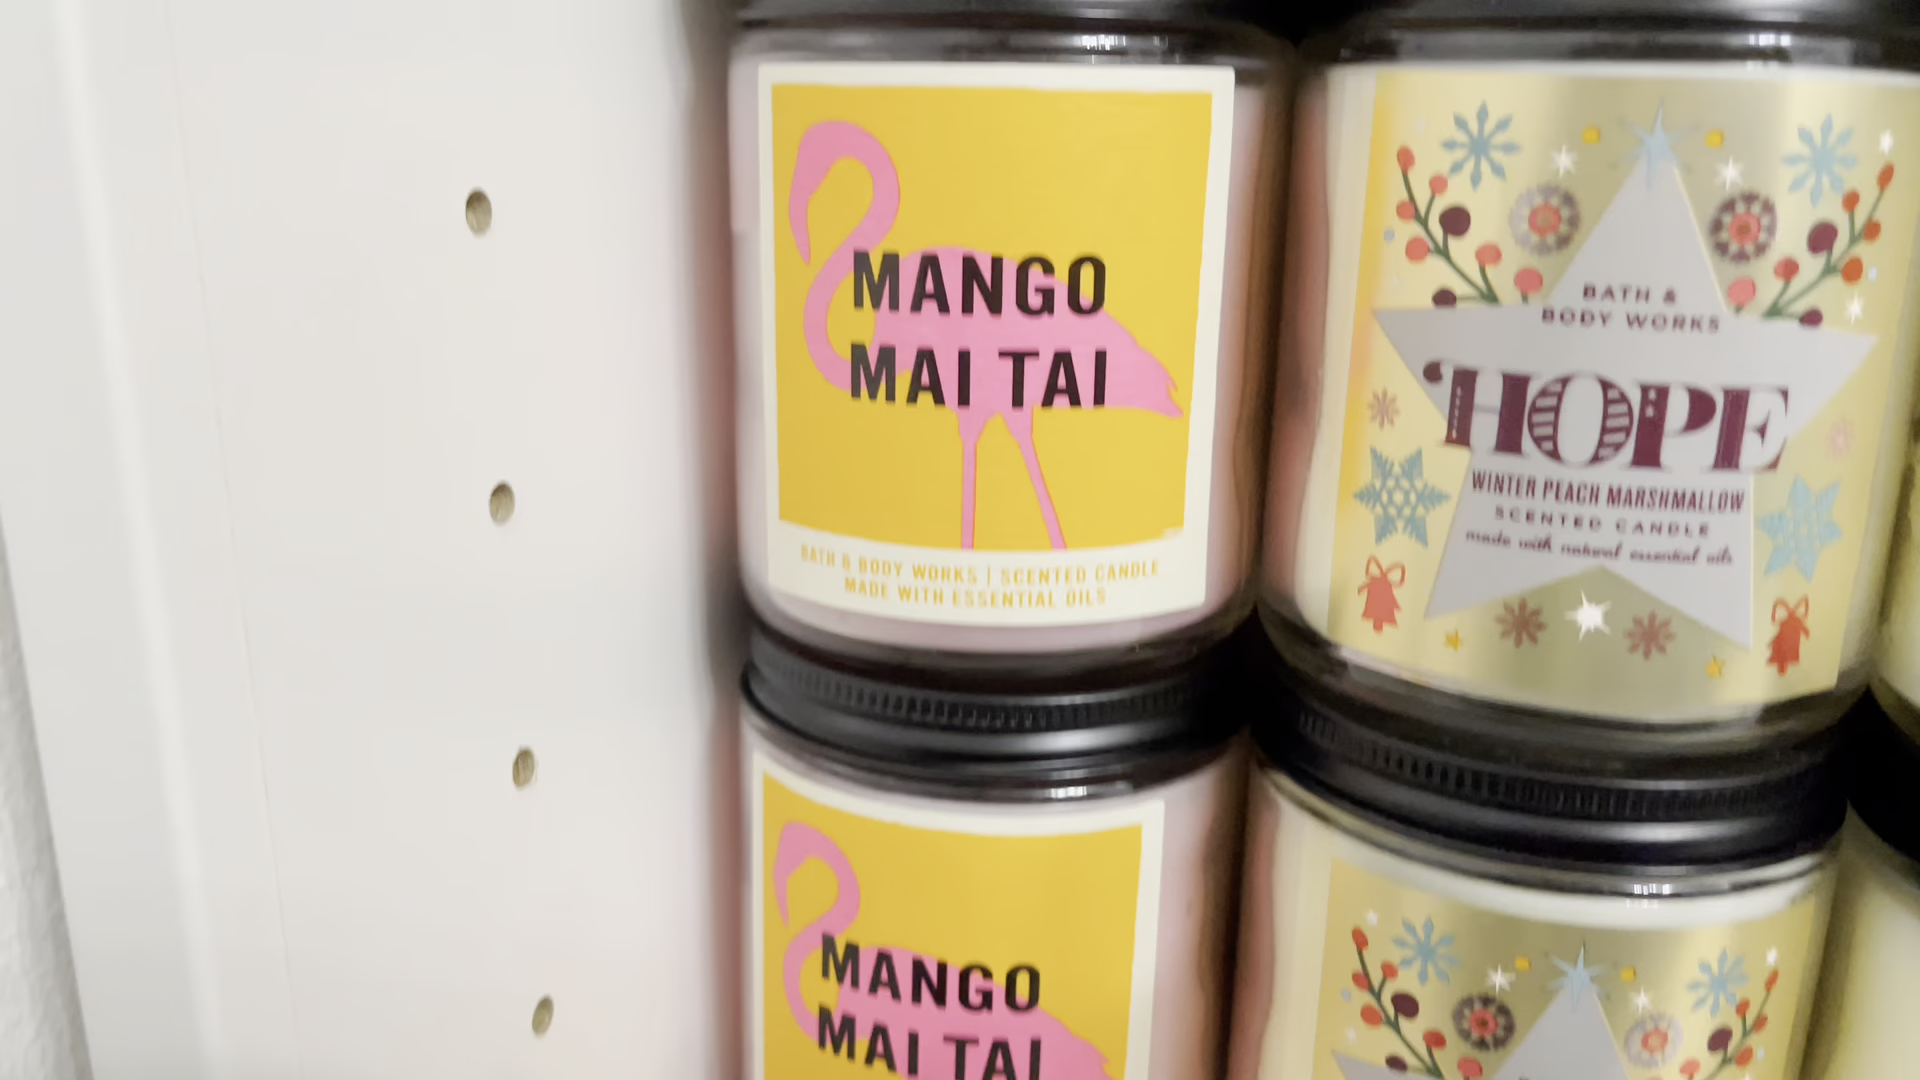 MANGO
MAI TAI
BATH & BODY WORKS | SCENTED CANDLE
MADE WITH ESSENTIAL OILS
BATH &
BODY WORKS
HOPE
WINTER PEACH MARSHMALLOW
SCENTED CANDLE
made with natural essential oils
MANGO
MAI TAI